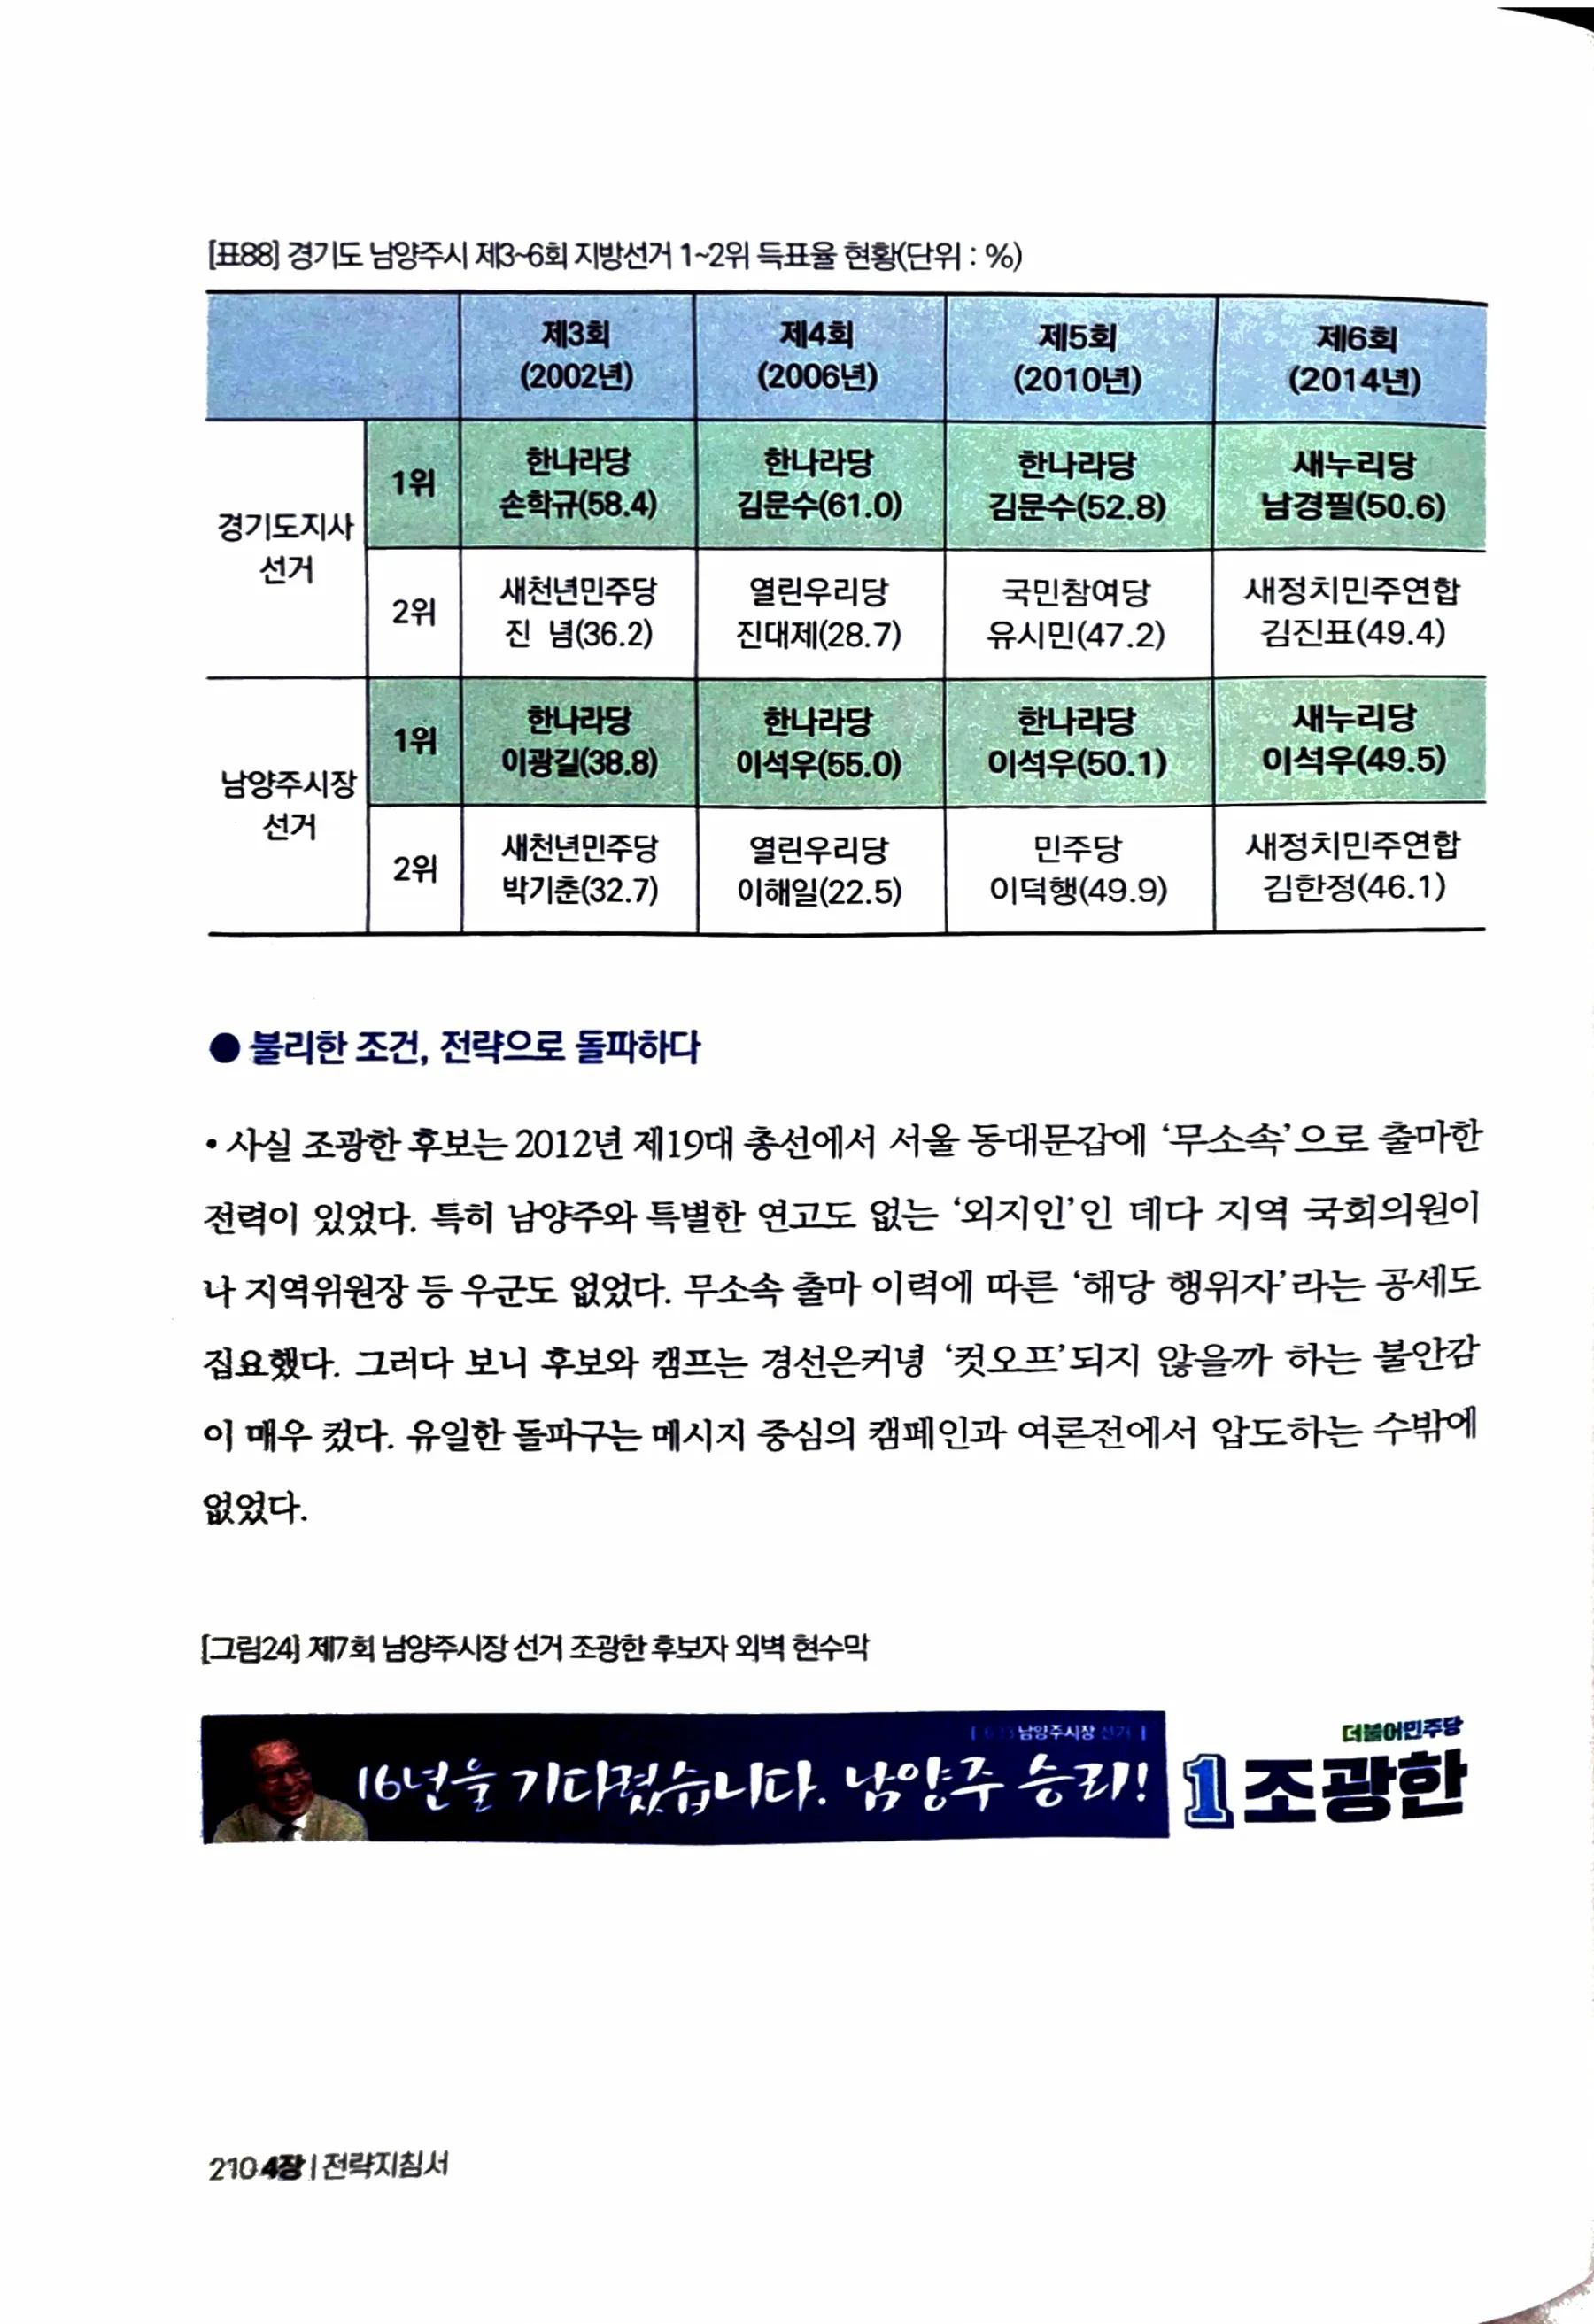 [표88] 경기도 남양주시 제3~6회 지방선거 1~2위 득표율 현황(단위 : %)
제3회 제4회 제5회 제6회
(2002년) (2006년) (2010년) (2014년)
경기도지사
선거
1위
한나라당 한나라당 한나라당 새누리당
손학규(58.4) 김문수(61.0) 김문수(52.8) 남경필(50.6)
2위
새천년민주당 열린우리당 국민참여당 새정치민주연합
진 념(36.2) 진대제(28.7) 유시민(47.2) 김진표(49.4)
남양주시장
선거
1위
한나라당 한나라당 한나라당 새누리당
이광길(38.8) 이석우(55.0) 이석우(50.1) 이석우(49.5)
2위
새천년민주당 열린우리당 민주당 새정치민주연합
박기춘(32.7) 이해일(22.5) 이덕행(49.9) 김한정(46.1)
● 불리한 조건, 전략으로 돌파하다
• 사실 조광한 후보는 2012년 제19대 총선에서 서울 동대문갑에 ‘무소속’으로 출마한
전력이 있었다. 특히 남양주와 특별한 연고도 없는 ‘외지인’인 데다 지역 국회의원이
나 지역위원장 등 우군도 없었다. 무소속 출마 이력에 따른 ‘해당 행위자’라는 공세도
집요했다. 그러다 보니 후보와 캠프는 경선은커녕 ‘컷오프’되지 않을까 하는 불안감
이 매우 컸다. 유일한 돌파구는 메시지 중심의 캠페인과 여론전에서 압도하는 수밖에
없었다.
[그림24] 제7회 남양주시장 선거 조광한 후보자 외벽 현수막
[ 6.13 남양주시장 선거 ]
16년을 기다렸습니다. 남양주 승리!
더불어민주당
1 조광한
210 4장 | 전략지침서